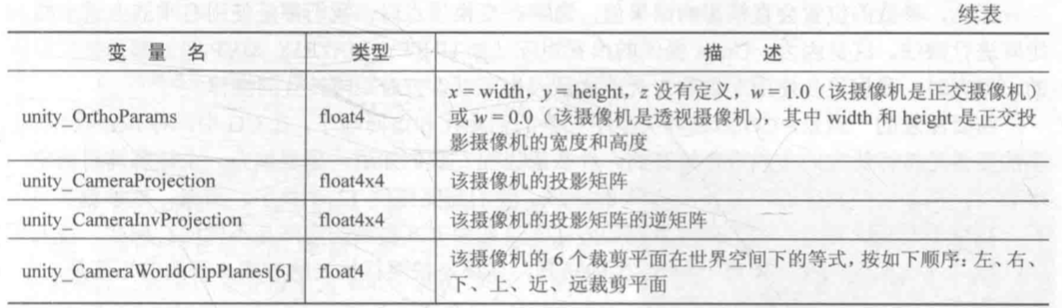 续表
变 量 名 类型 描 述
unity_OrthoParams float4 x = width，y = height，z 没有定义，w = 1.0（该摄像机是正交摄像机）
或 w = 0.0（该摄像机是透视摄像机），其中 width 和 height 是正交投
影摄像机的宽度和高度
unity_CameraProjection float4x4 该摄像机的投影矩阵
unity_CameraInvProjection float4x4 该摄像机的投影矩阵的逆矩阵
unity_CameraWorldClipPlanes[6] float4 该摄像机的 6 个裁剪平面在世界空间下的等式，按如下顺序：左、右、
下、上、近、远裁剪平面